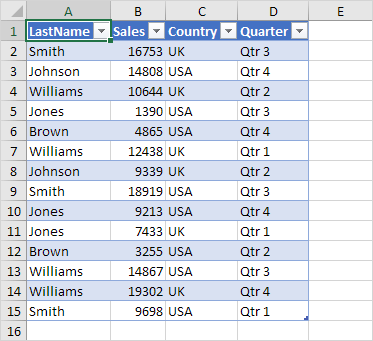 A B C D E
1 LastName Sales Country Quarter
2 Smith 16753 UK Qtr 3
3 Johnson 14808 USA Qtr 4
4 Williams 10644 UK Qtr 2
5 Jones 1390 USA Qtr 3
6 Brown 4865 USA Qtr 4
7 Williams 12438 UK Qtr 1
8 Johnson 9339 UK Qtr 2
9 Smith 18919 USA Qtr 3
10 Jones 9213 USA Qtr 4
11 Jones 7433 UK Qtr 1
12 Brown 3255 USA Qtr 2
13 Williams 14867 USA Qtr 3
14 Williams 19302 UK Qtr 4
15 Smith 9698 USA Qtr 1
16